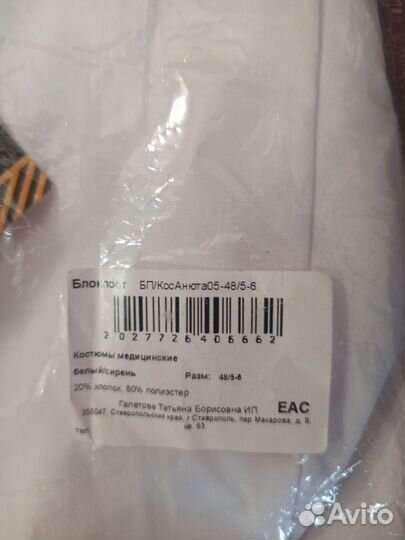 Блокпост БП/КосАнюта05-48/5-6
2027726406662
Костюмы медицинские
белый/сирень Разм: 48/5-6
20% хлопок, 80% полиэстер
Галетова Татьяна Борисовна ИП EAC
355047, Ставропольский край, г Ставрополь, пер Макарова, д. 8,
кв. 53
тел:
Avito